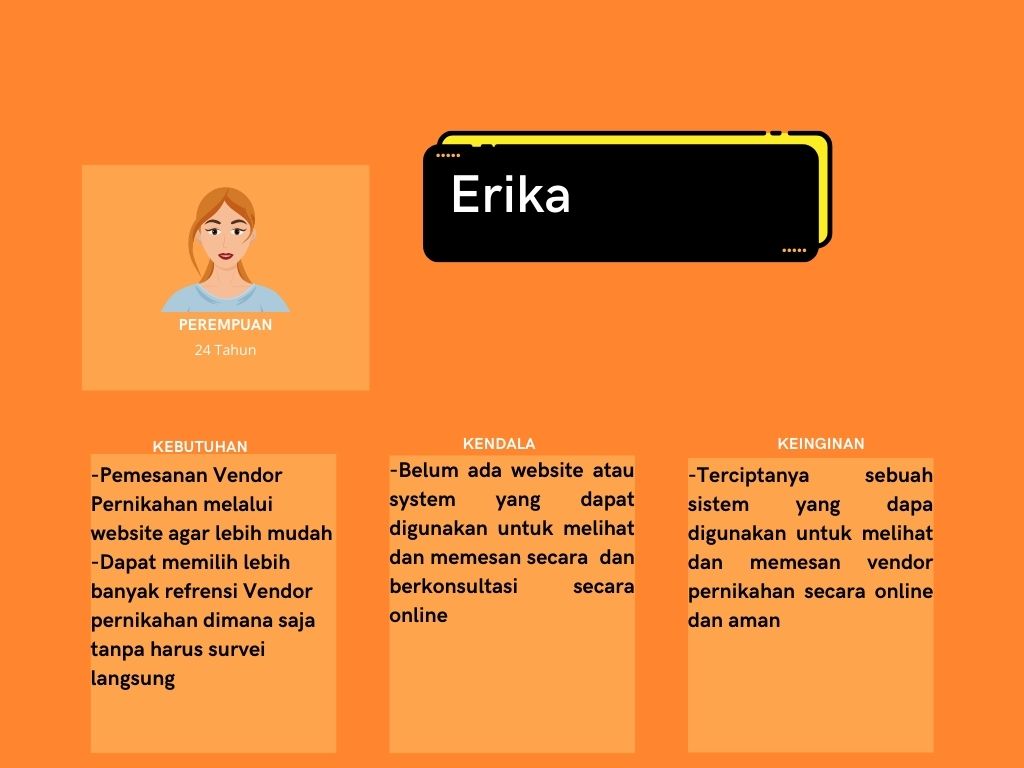 Erika
PEREMPUAN
24 Tahun
KEBUTUHAN
-Pemesanan Vendor
Pernikahan melalui
website agar lebih mudah
-Dapat memilih lebih
banyak refrensi Vendor
pernikahan dimana saja
tanpa harus survei
langsung
KENDALA
-Belum ada website atau
system yang dapat
digunakan untuk melihat
dan memesan secara dan
berkonsultasi secara
online
KEINGINAN
-Terciptanya sebuah
sistem yang dapa
digunakan untuk melihat
dan memesan vendor
pernikahan secara online
dan aman